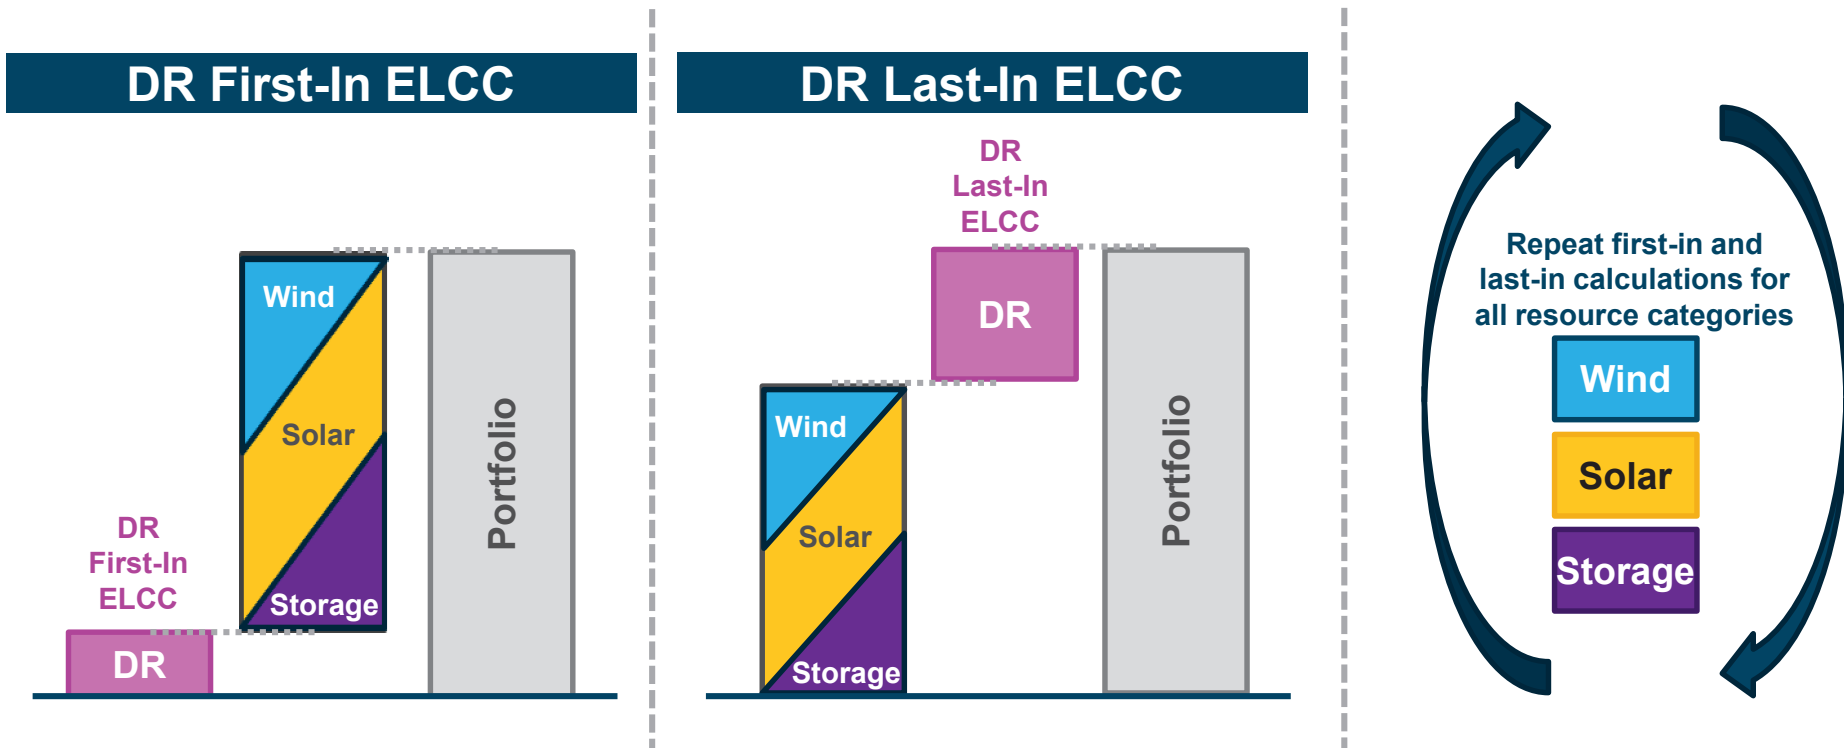 DR First-In ELCC
DR
First-In
ELCC
DR
Wind
Solar
Storage
Portfolio
DR Last-In ELCC
DR
Last-In
ELCC
DR
Wind
Solar
Storage
Portfolio
Repeat first-in and
last-in calculations for
all resource categories
Wind
Solar
Storage